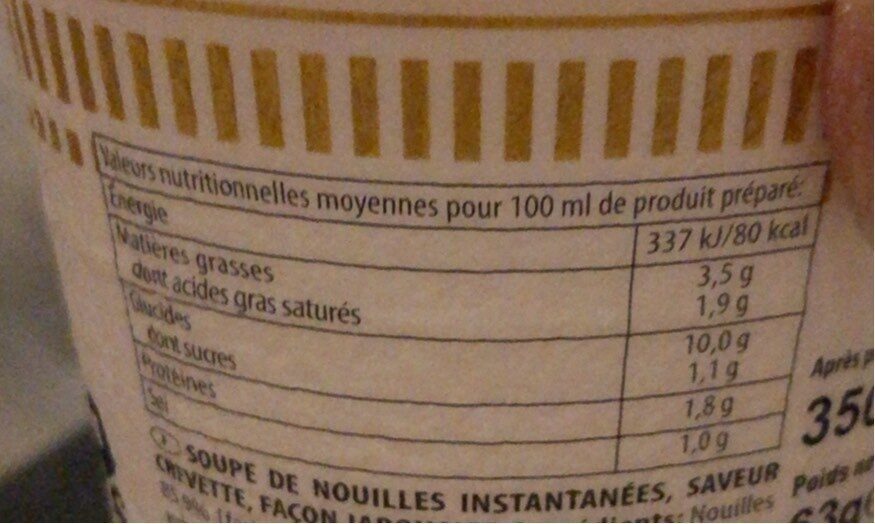 Valeurs nutritionnelles moyennes pour 100 ml de produit préparé:
Énergie 337 kJ/80 kcal
Matières grasses 3,5 g
dont acides gras saturés 1,9 g
Glucides 10,0 g
dont sucres 1,1 g
Protéines 1,8 g
Sel 1,0 g
F SOUPE DE NOUILLES INSTANTANÉES, SAVEUR
CREVETTE, FAÇON Nouilles
Après
350
Poids
63g